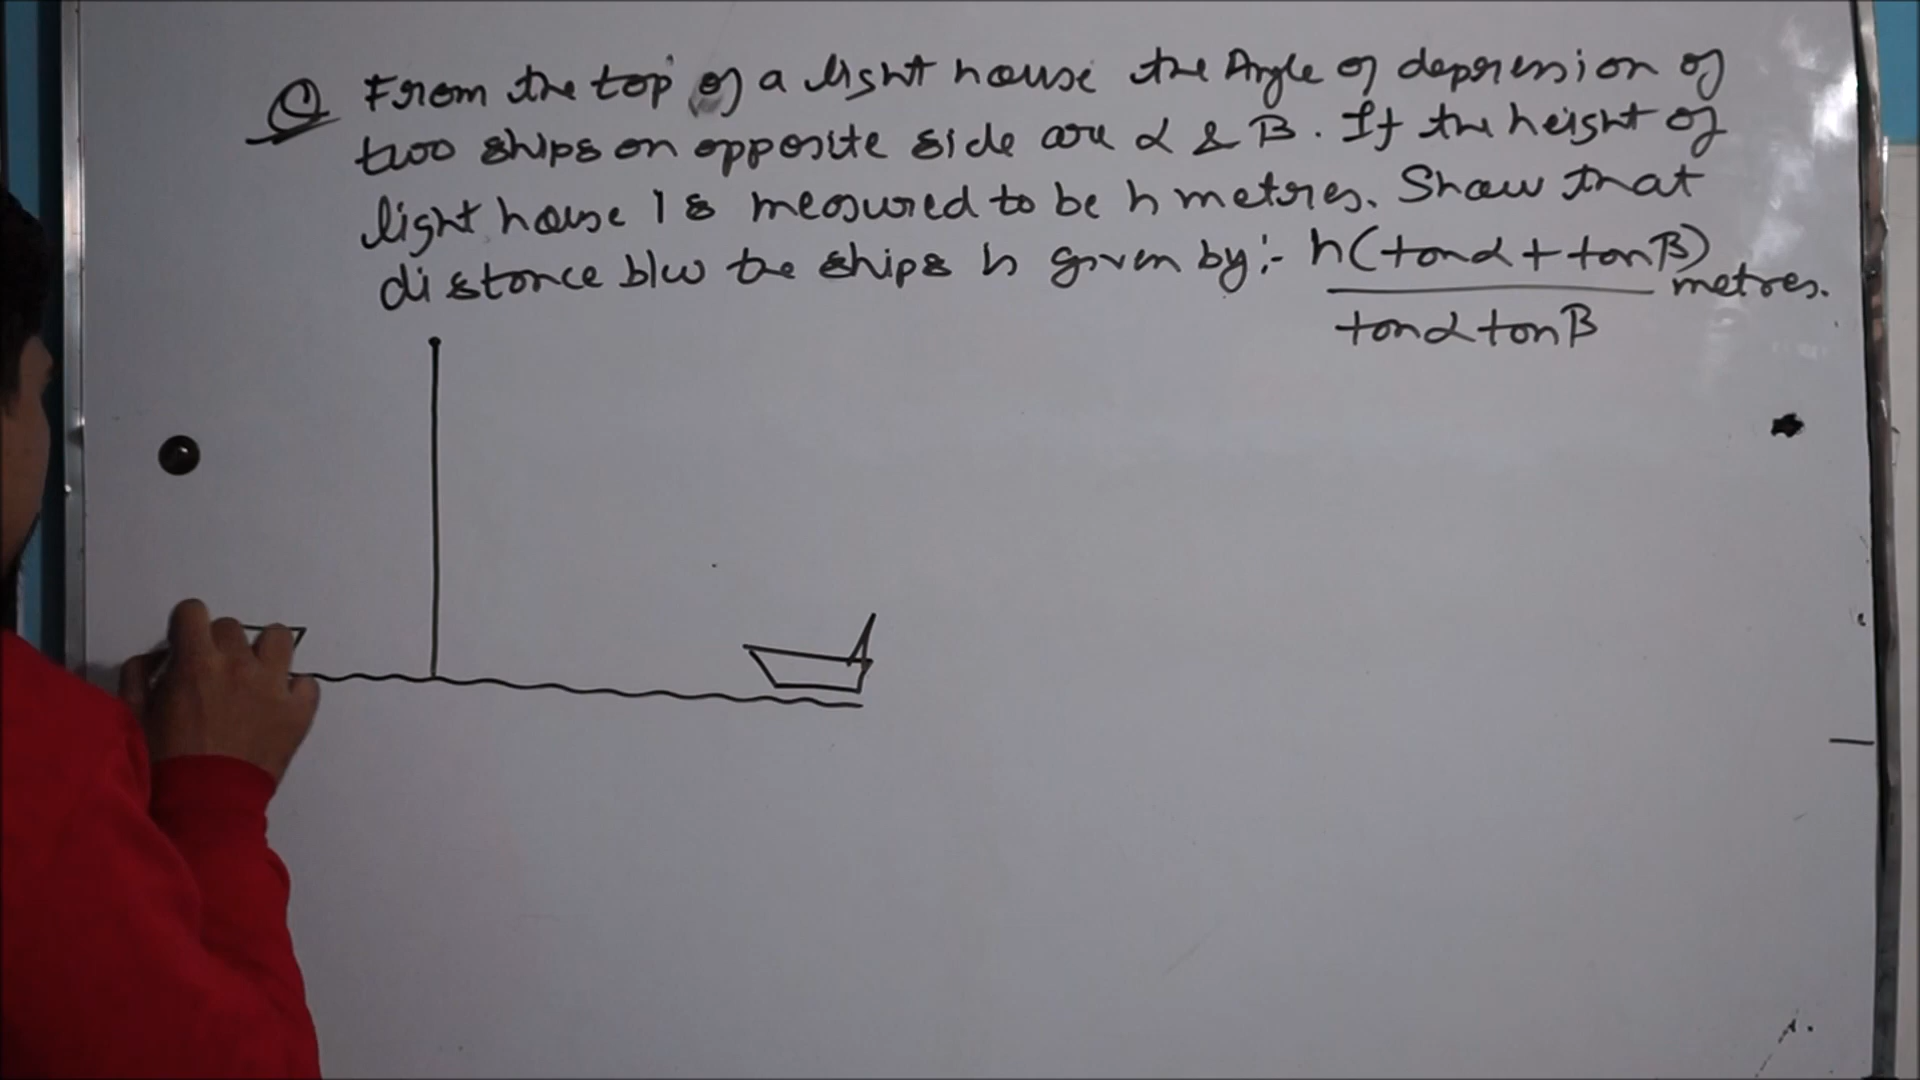 Q From the top of a light house the Angle of depression of
two ships on opposite side are α & β. If the height of
light house is measured to be h metres. Show that
distance b/w the ships is given by:- h(tanα + tanβ) metres.
tanα tanβ